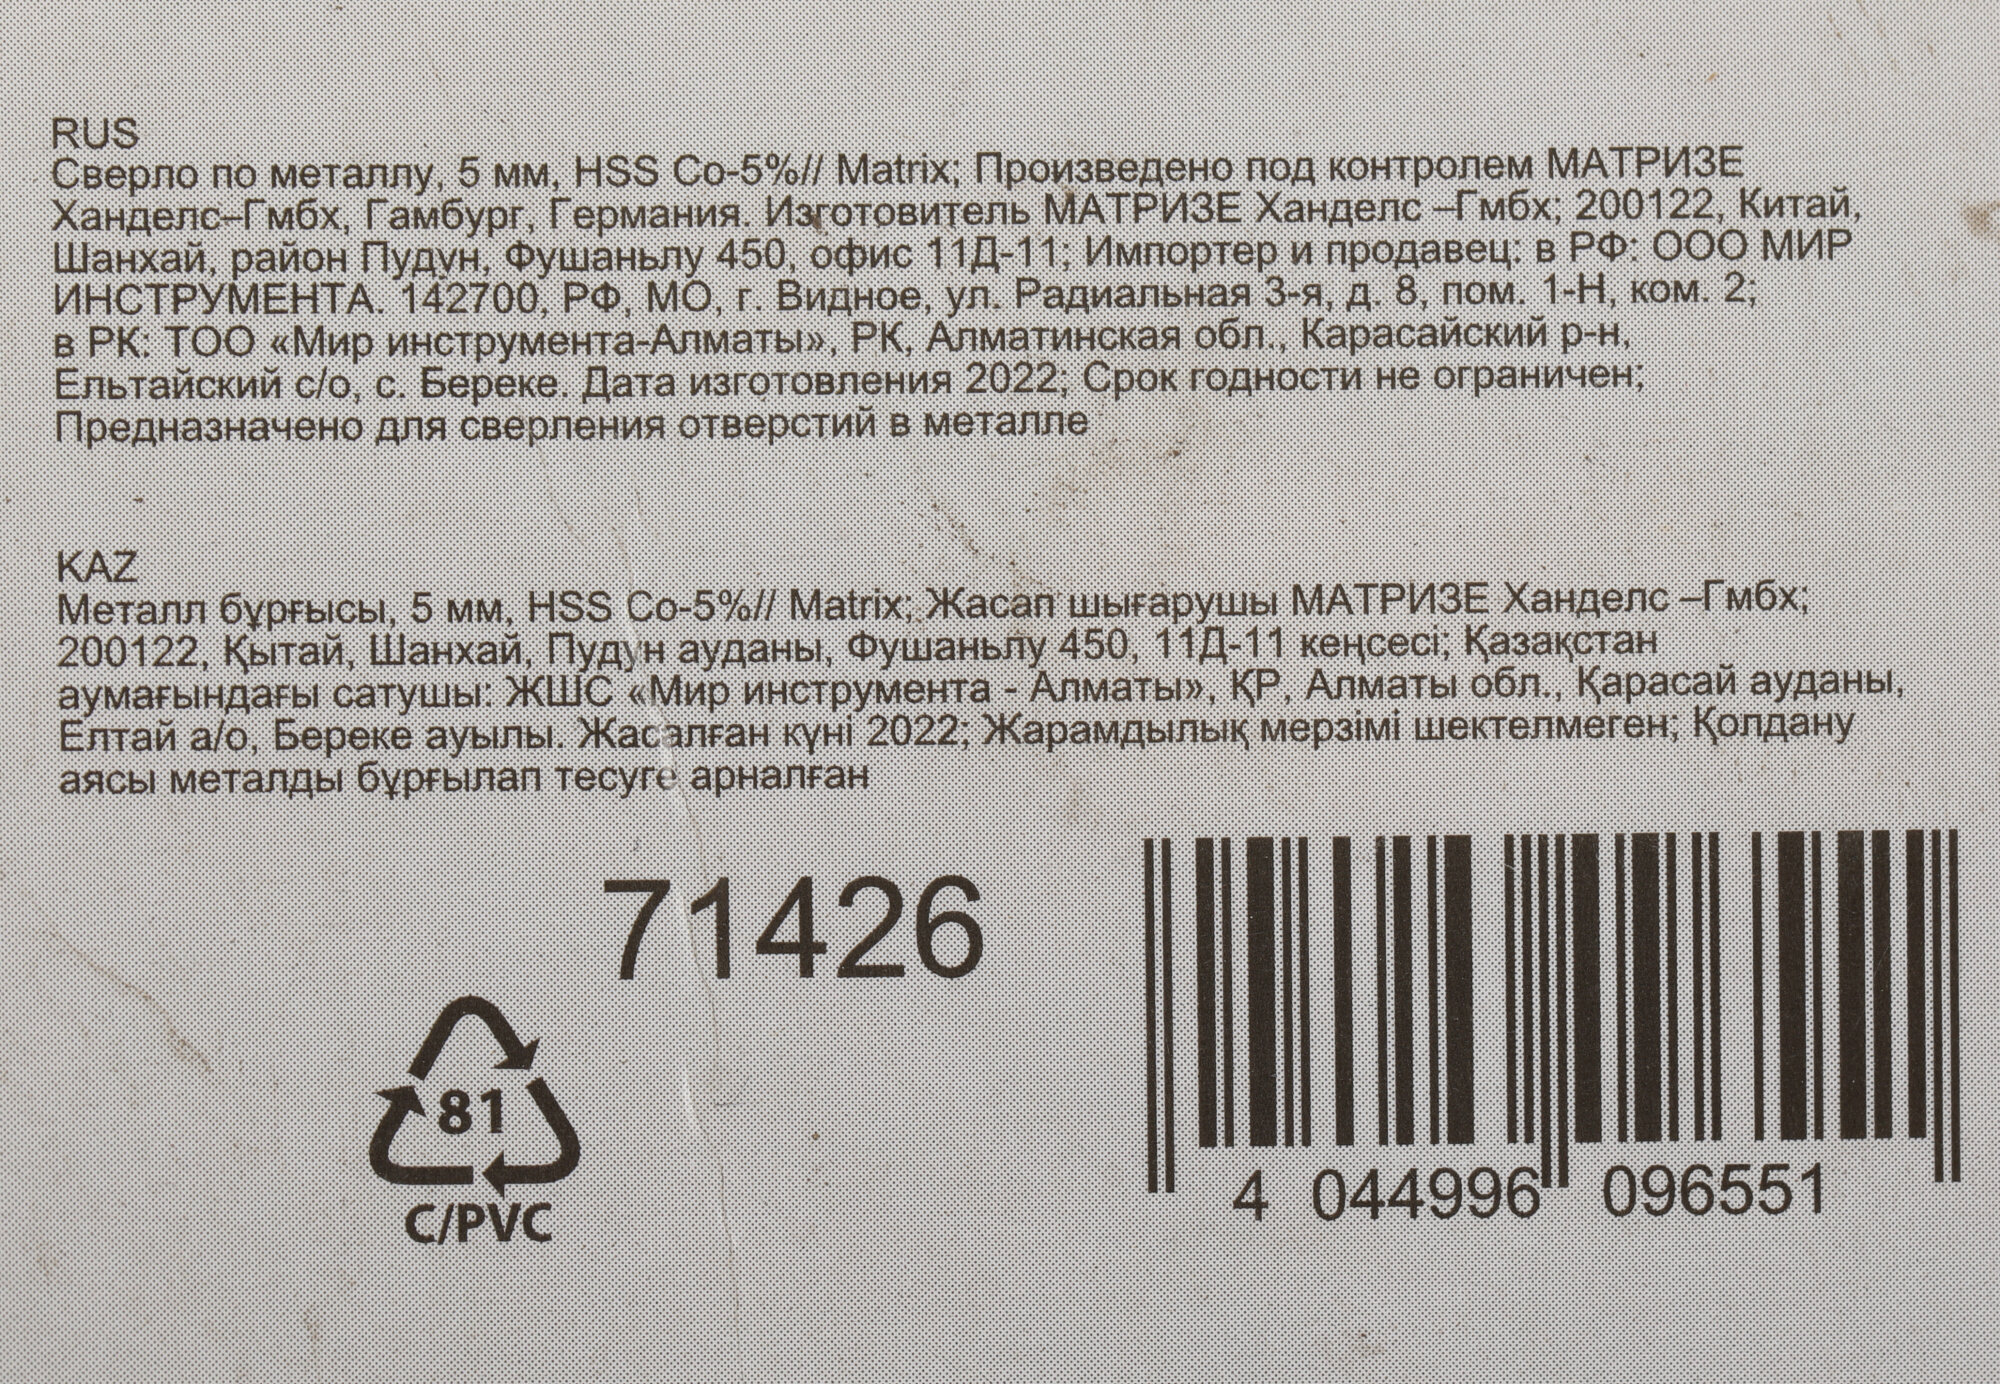 RUS
Сверло по металлу, 5 мм, HSS Co-5%// Matrix; Произведено под контролем МАТРИЗЕ
Ханделс–Гмбх, Гамбург, Германия. Изготовитель МАТРИЗЕ Ханделс –Гмбх; 200122, Китай,
Шанхай, район Пудун, Фушаньлу 450, офис 11Д-11; Импортер и продавец: в РФ: ООО МИР
ИНСТРУМЕНТА. 142700, РФ, МО, г. Видное, ул. Радиальная 3-я, д. 8, пом. 1-Н, ком. 2;
в РК: ТОО «Мир инструмента-Алматы», РК, Алматинская обл., Карасайский р-н,
Ельтайский с/о, с. Береке. Дата изготовления 2022; Срок годности не ограничен;
Предназначено для сверления отверстий в металле
KAZ
Металл бұрғысы, 5 мм, HSS Co-5%// Matrix; Жасап шығарушы МАТРИЗЕ Ханделс –Гмбх;
200122, Қытай, Шанхай, Пудун ауданы, Фушаньлу 450, 11Д-11 кеңсесі; Қазақстан
аумағындағы сатушы: ЖШС «Мир инструмента - Алматы», ҚР, Алматы обл., Қарасай ауданы,
Елтай а/о, Береке ауылы. Жасалған күні 2022; Жарамдылық мерзімі шектелмеген; Қолдану
аясы металды бұрғылап тесуге арналған
71426
81
C/PVC
4 044996 096551